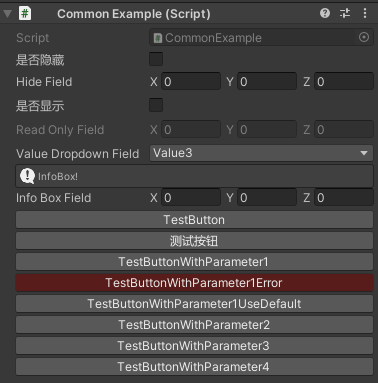 Common Example (Script)
Script CommonExample
是否隐藏
Hide Field X 0 Y 0 Z 0
是否显示
Read Only Field X 0 Y 0 Z 0
Value Dropdown Field Value3
InfoBox!
Info Box Field X 0 Y 0 Z 0
TestButton
测试按钮
TestButtonWithParameter1
TestButtonWithParameter1Error
TestButtonWithParameter1UseDefault
TestButtonWithParameter2
TestButtonWithParameter3
TestButtonWithParameter4